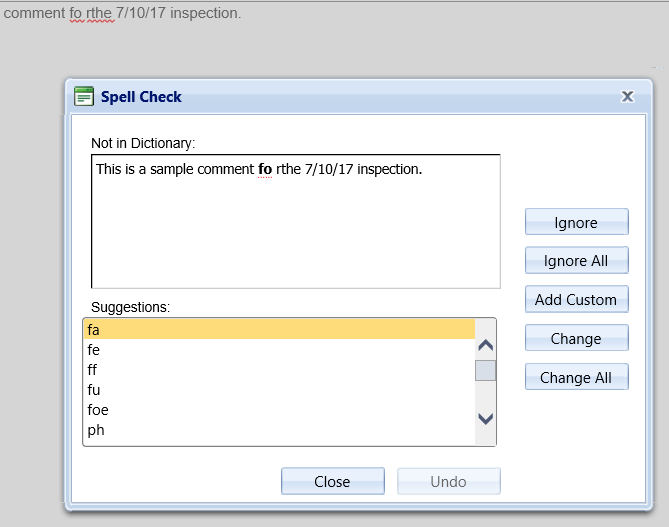 comment fo rthe 7/10/17 inspection.
Spell Check
Not in Dictionary:
This is a sample comment fo rthe 7/10/17 inspection.
Ignore
Ignore All
Add Custom
Change
Change All
Suggestions:
fa
fe
ff
fu
foe
ph
Close
Undo